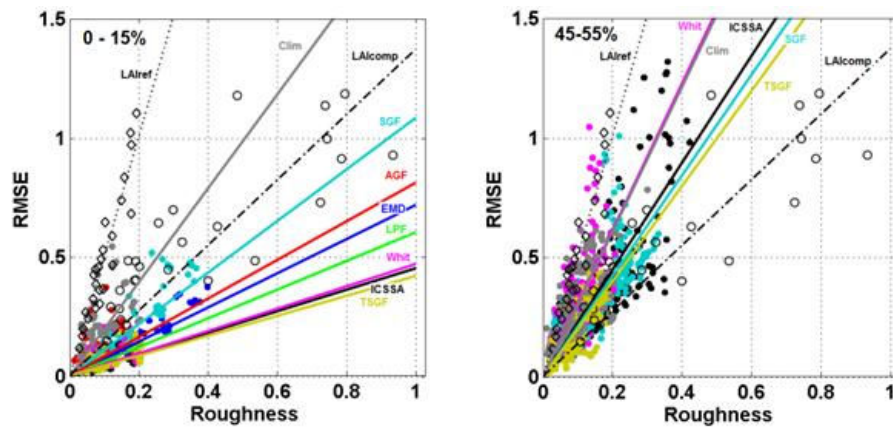 0 - 15%
LAIref
Clim
LAIcomp
SGF
AGF
EMD
LPF
Whit
ICSSA
TSGF
RMSE
1.5
1
0.5
0
0 0.2 0.4 0.6 0.8 1
Roughness
45-55%
LAIref
Whit
Clim
ICSSA
SGF
TSGF
LAIcomp
RMSE
1.5
1
0.5
0
0 0.2 0.4 0.6 0.8 1
Roughness